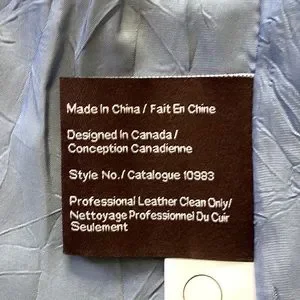 Made In China / Fait En Chine
Designed In Canada /
Conception Canadienne
Style No. / Catalogue 10983
Professional Leather Clean Only /
Nettoyage Professionnel Du Cuir
Seulement